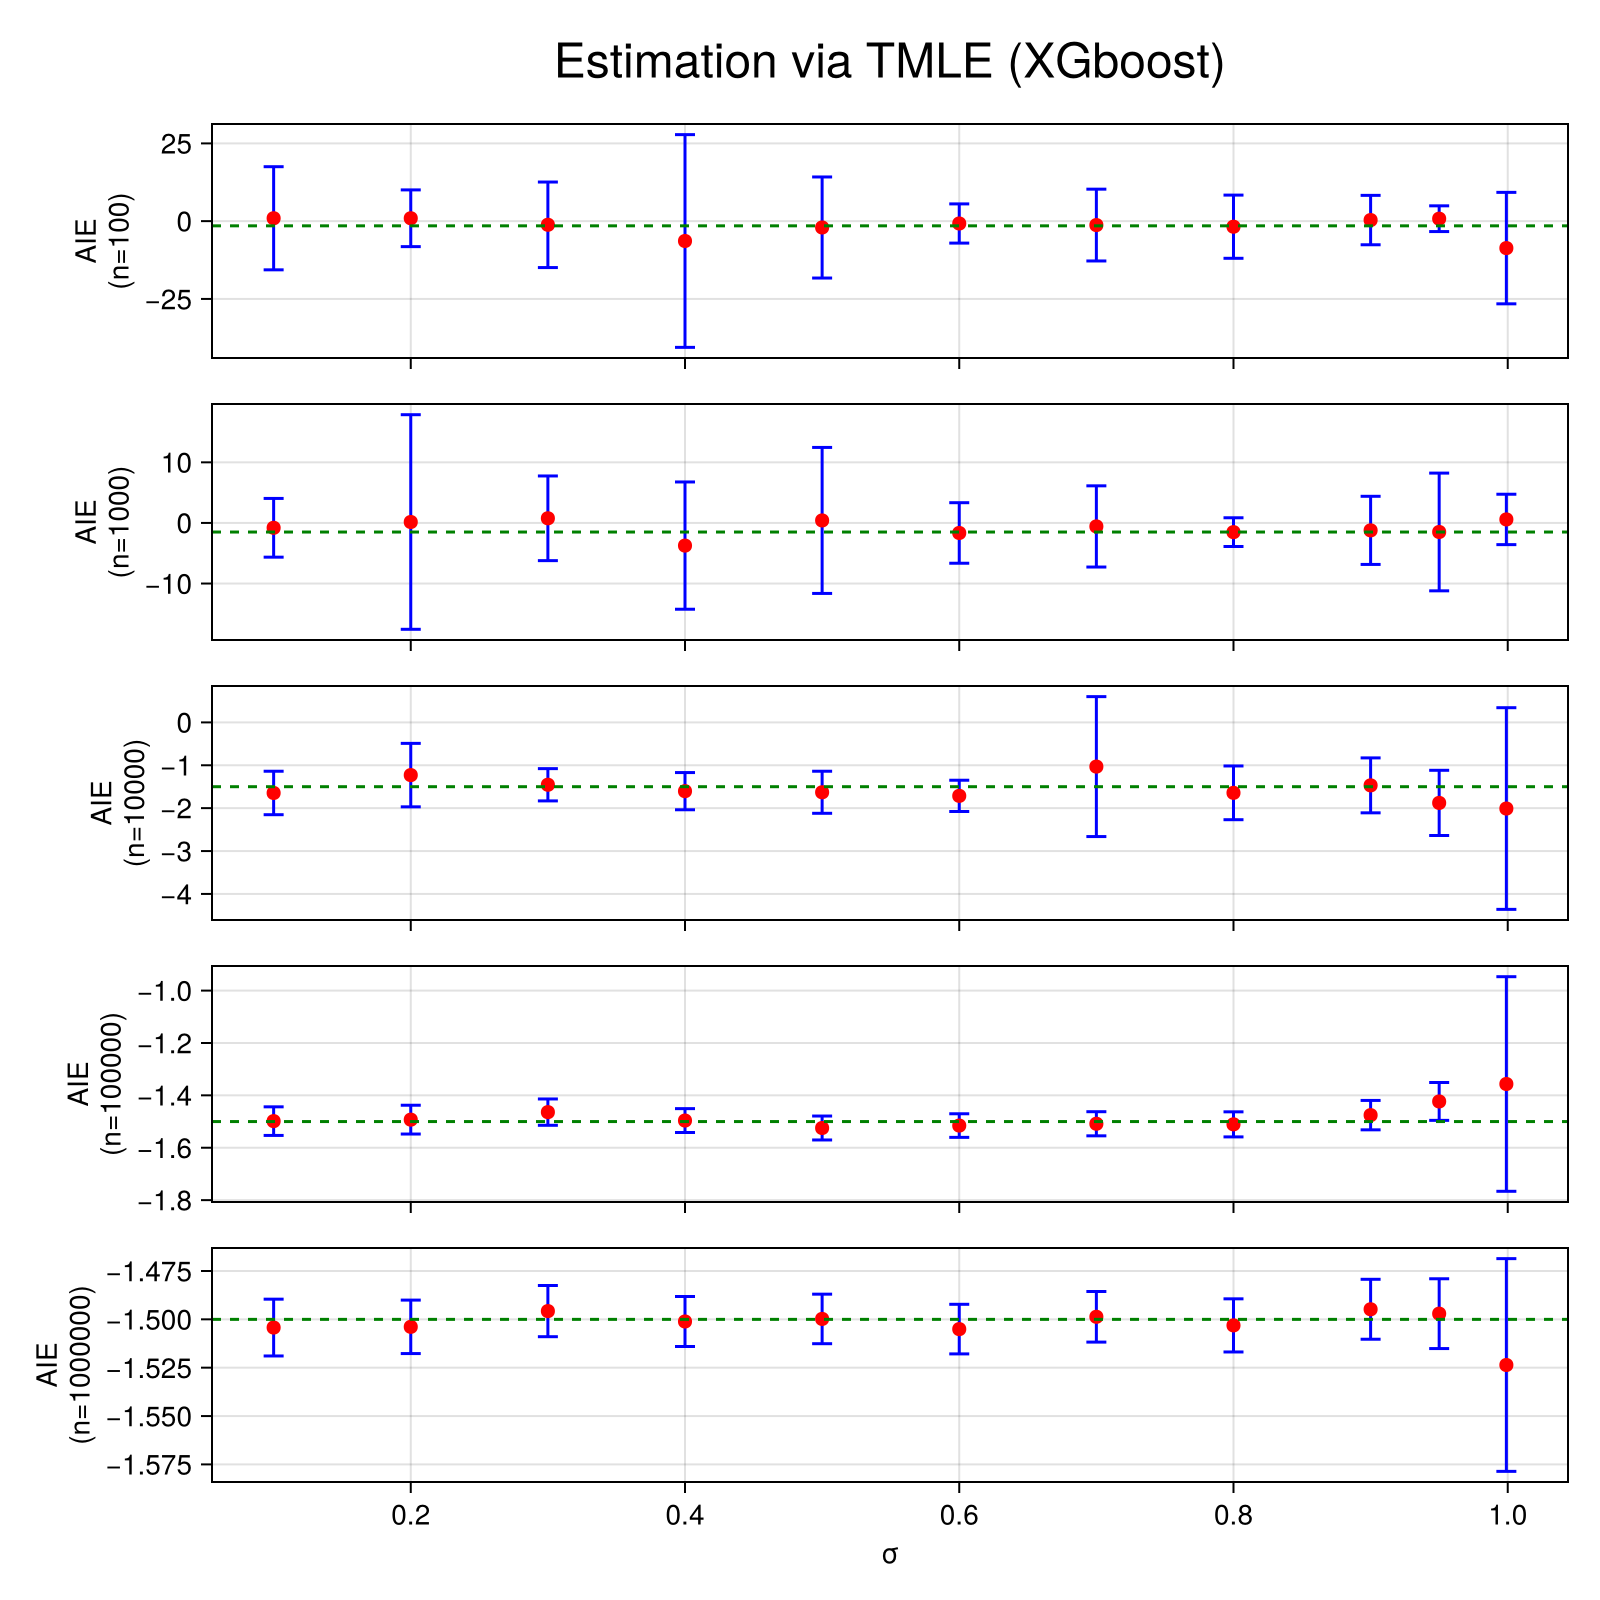 Estimation via TMLE (XGboost)
AIE
(n=100)
25
0
−25
AIE
(n=1000)
10
0
−10
AIE
(n=10000)
0
−1
−2
−3
−4
AIE
(n=100000)
−1.0
−1.2
−1.4
−1.6
−1.8
AIE
(n=1000000)
−1.475
−1.500
−1.525
−1.550
−1.575
0.2 0.4 0.6 0.8 1.0
σ